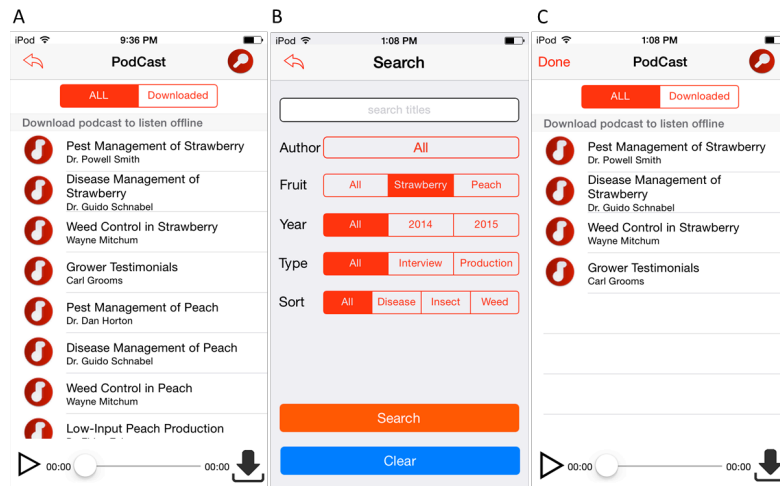 A
iPod
9:36 PM
PodCast
ALL
Downloaded
Download podcast to listen offline
Pest Management of Strawberry
Dr. Powell Smith
Disease Management of
Strawberry
Dr. Guido Schnabel
Weed Control in Strawberry
Wayne Mitchum
Grower Testimonials
Carl Grooms
Pest Management of Peach
Dr. Dan Horton
Disease Management of Peach
Dr. Guido Schnabel
Weed Control in Peach
Wayne Mitchum
Low-Input Peach Production
00:00
00:00
B
iPod
1:08 PM
Search
search titles
Author
All
Fruit
All
Strawberry
Peach
Year
All
2014
2015
Type
All
Interview
Production
Sort
All
Disease
Insect
Weed
Search
Clear
C
iPod
1:08 PM
Done
PodCast
ALL
Downloaded
Download podcast to listen offline
Pest Management of Strawberry
Dr. Powell Smith
Disease Management of
Strawberry
Dr. Guido Schnabel
Weed Control in Strawberry
Wayne Mitchum
Grower Testimonials
Carl Grooms
00:00
00:00